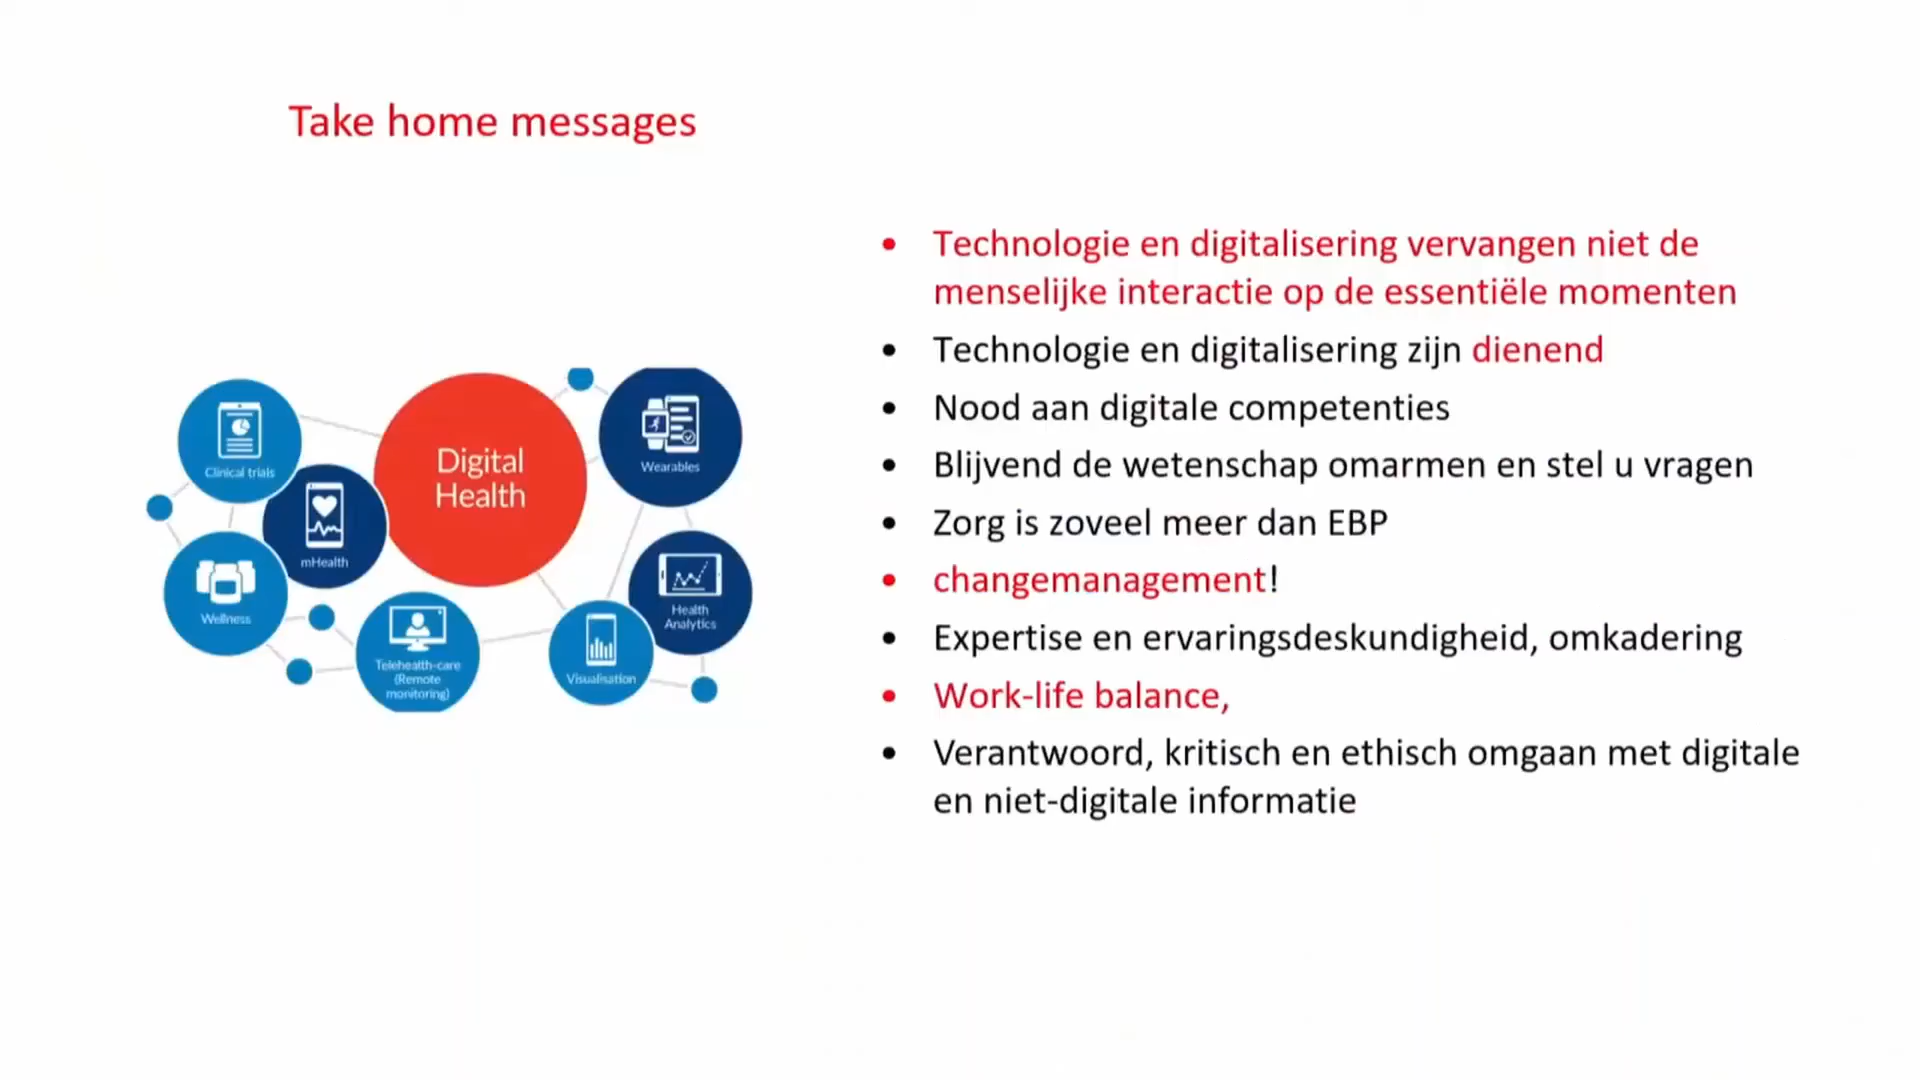 Take home messages
Clinical trials
mHealth
Wellness
Telehealth-care
(Remote
monitoring)
Digital
Health
Wearables
Health
Analytics
Visualisation
• Technologie en digitalisering vervangen niet de
menselijke interactie op de essentiële momenten
• Technologie en digitalisering zijn dienend
• Nood aan digitale competenties
• Blijvend de wetenschap omarmen en stel u vragen
• Zorg is zoveel meer dan EBP
• changemanagement!
• Expertise en ervaringsdeskundigheid, omkadering
• Work-life balance,
• Verantwoord, kritisch en ethisch omgaan met digitale
en niet-digitale informatie